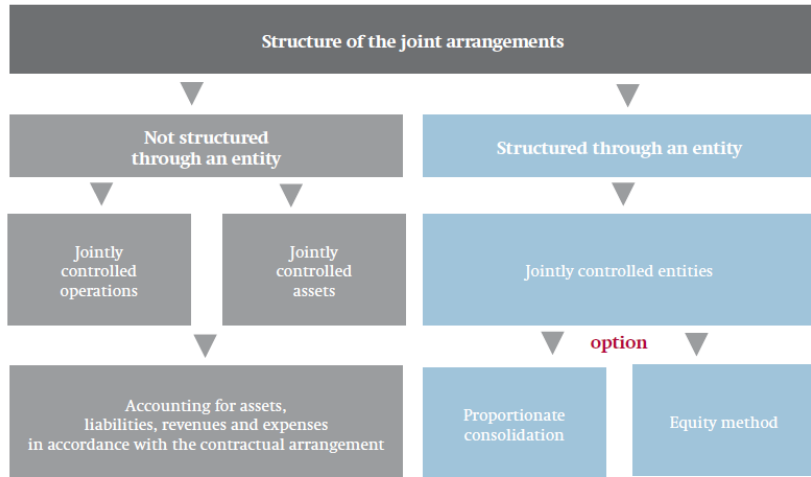 Structure of the joint arrangements
Not structured
through an entity
Structured through an entity
Jointly
controlled
operations
Jointly
controlled
assets
Jointly controlled entities
option
Accounting for assets,
liabilities, revenues and expenses
in accordance with the contractual arrangement
Proportionate
consolidation
Equity method